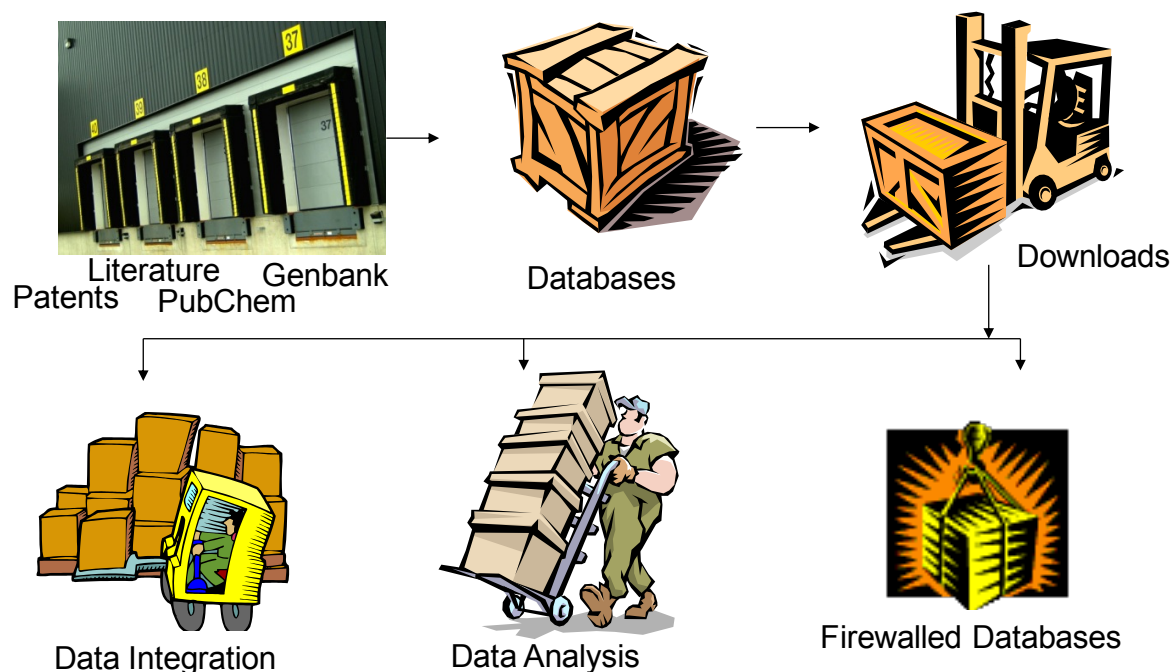 40
39
38
37
37
Literature
Genbank
Patents
PubChem
Databases
Downloads
Data Integration
Data Analysis
Firewalled Databases